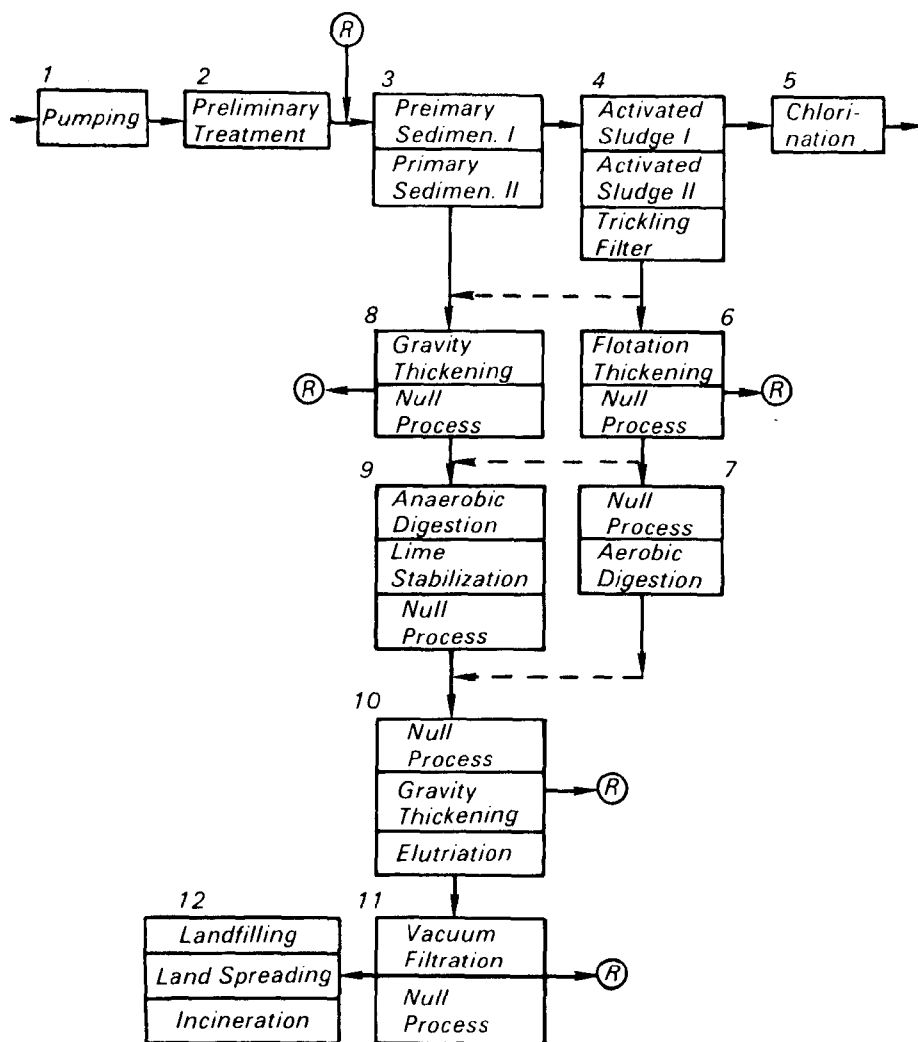 R
1
2
3
4
5
Pumping
Preliminary
Treatment
Preimary
Sedimen. I
Primary
Sedimen. II
Activated
Sludge I
Activated
Sludge II
Trickling
Filter
Chlori-
nation
8
6
Gravity
Thickening
Null
Process
R
Flotation
Thickening
Null
Process
R
9
7
Anaerobic
Digestion
Lime
Stabilization
Null
Process
Null
Process
Aerobic
Digestion
10
Null
Process
Gravity
Thickening
Elutriation
R
12
11
Landfilling
Land Spreading
Incineration
Vacuum
Filtration
Null
Process
R